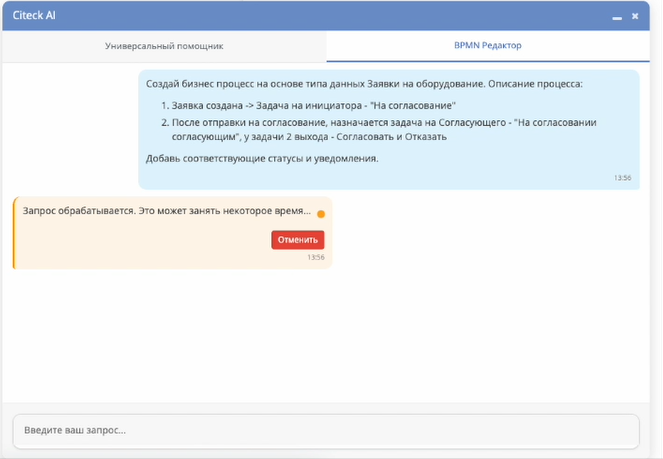 Citeck AI
Универсальный помощник
BPMN Редактор
Создай бизнес процесс на основе типа данных Заявки на оборудование. Описание процесса:
1. Заявка создана -> Задача на инициатора - "На согласование"
2. После отправки на согласование, назначается задача на Согласующего - "На согласовании
согласующим", у задачи 2 выхода - Согласовать и Отказать
Добавь соответствующие статусы и уведомления.
13:56
Запрос обрабатывается. Это может занять некоторое время...
Отменить
13:56
Введите ваш запрос...